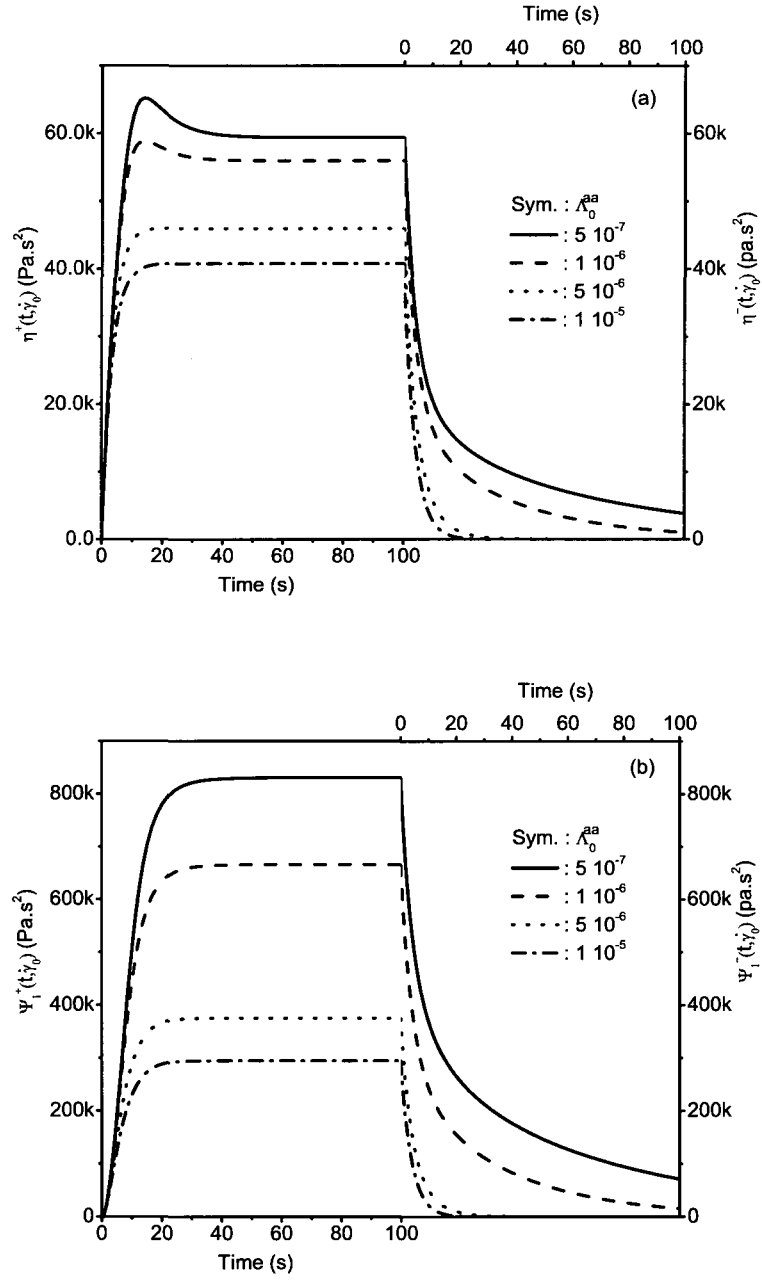 Time (s)
0 20 40 60 80 100
(a)
60.0k
40.0k
20.0k
0.0
η⁺(t,γ̇₀) (Pa.s²)
Sym. : Λ₀ᵃᵃ
: 5 10⁻⁷
: 1 10⁻⁶
: 5 10⁻⁶
: 1 10⁻⁵
60k
40k
20k
0
η⁻(t,γ̇₀) (pa.s²)
0 20 40 60 80 100
Time (s)
Time (s)
0 20 40 60 80 100
(b)
800k
600k
400k
200k
0
Ψ₁⁺(t,γ̇₀) (Pa.s²)
Sym. : Λ₀ᵃᵃ
: 5 10⁻⁷
: 1 10⁻⁶
: 5 10⁻⁶
: 1 10⁻⁵
800k
600k
400k
200k
0
Ψ₁⁻(t,γ̇₀) (pa.s²)
0 20 40 60 80 100
Time (s)